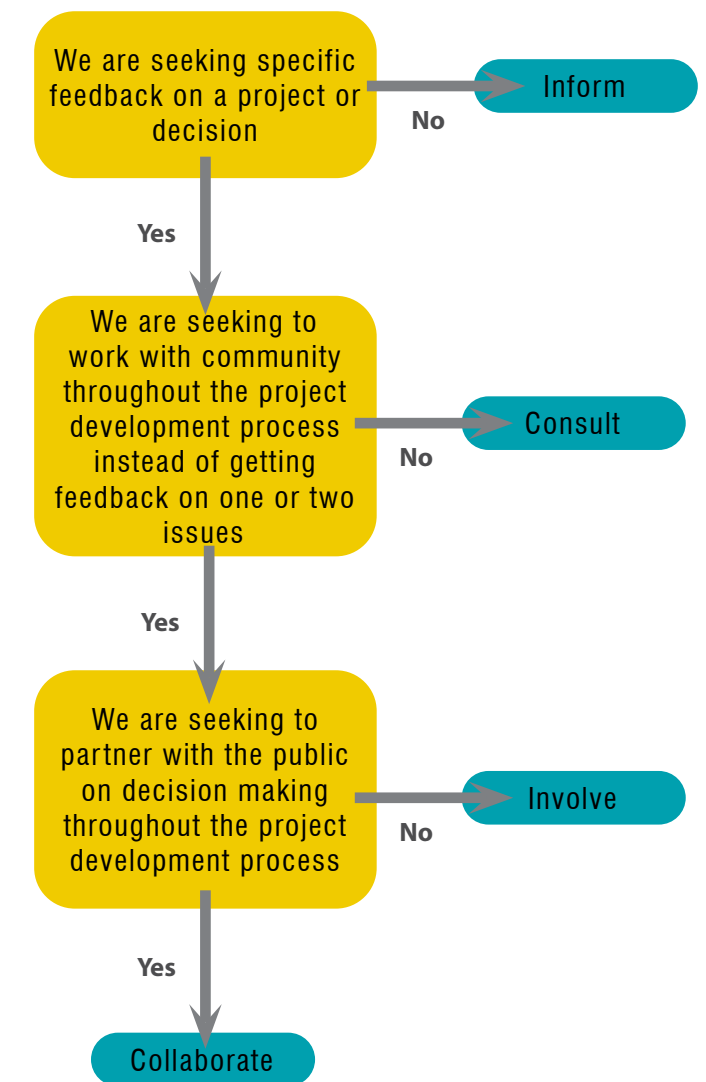 We are seeking specific
feedback on a project or
decision
No
Inform
Yes
We are seeking to
work with community
throughout the project
development process
instead of getting
feedback on one or two
issues
No
Consult
Yes
We are seeking to
partner with the public
on decision making
throughout the project
development process
No
Involve
Yes
Collaborate